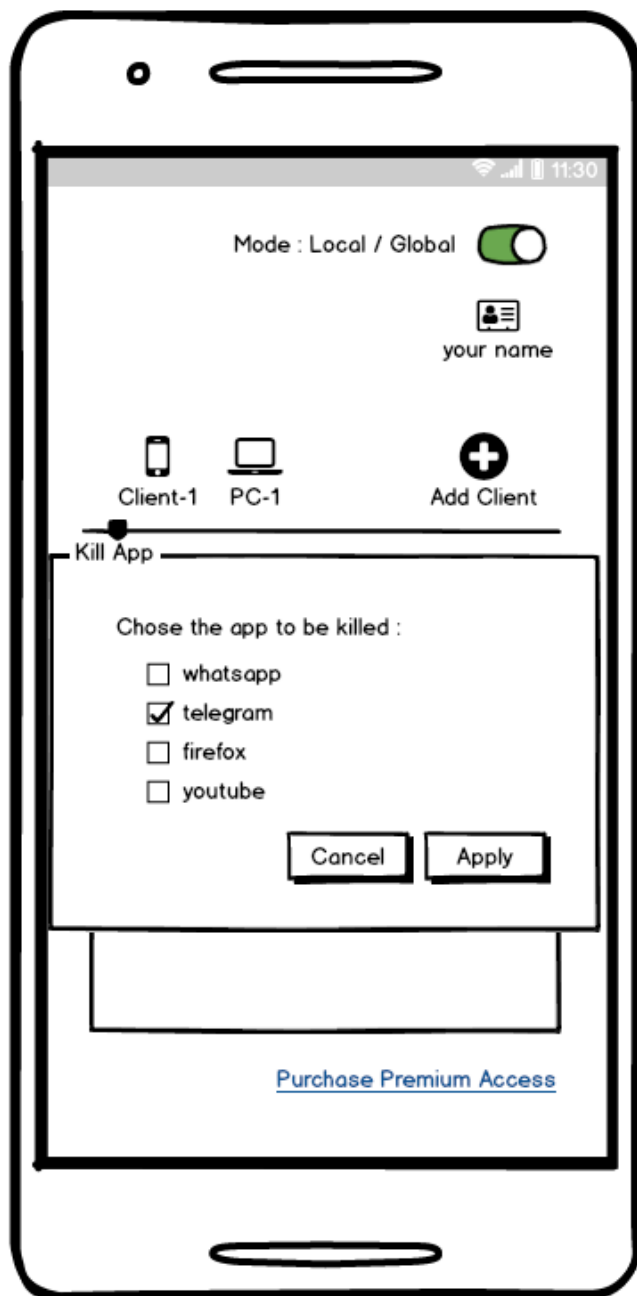 11:30
Mode : Local / Global
your name
Client-1 PC-1 Add Client
Kill App
Chose the app to be killed :
whatsapp
telegram
firefox
youtube
Cancel Apply
Purchase Premium Access